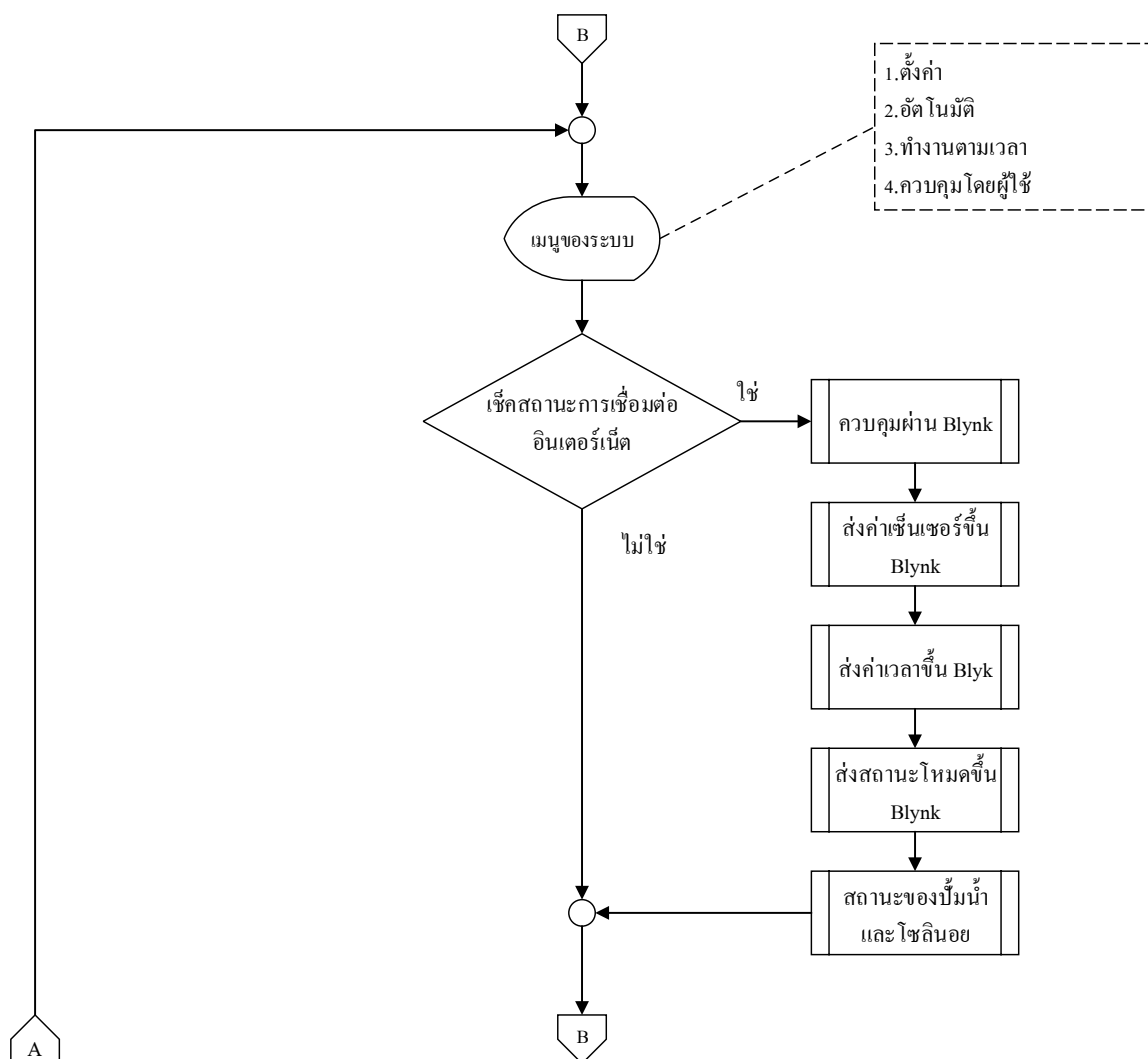 B
1.ตั้งค่า
2.อัตโนมัติ
3.ทำงานตามเวลา
4.ควบคุมโดยผู้ใช้
เมนูของระบบ
เช็คสถานะการเชื่อมต่อ
อินเตอร์เน็ต
ใช่
ไม่ใช่
ควบคุมผ่าน Blynk
ส่งค่าเซ็นเซอร์ขึ้น
Blynk
ส่งค่าเวลาขึ้น Blyk
ส่งสถานะโหมดขึ้น
Blynk
สถานะของปั๊มน้ำ
และโซลินอย
B
A